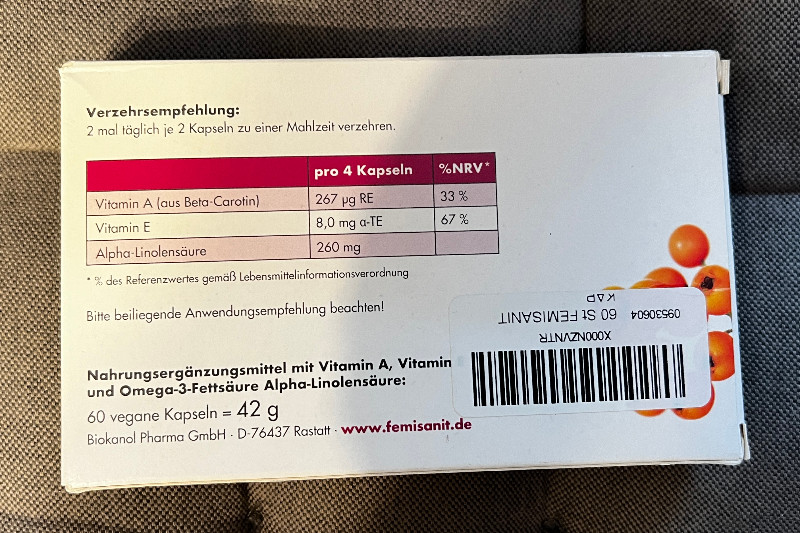 Verzehrsempfehlung:
2 mal täglich je 2 Kapseln zu einer Mahlzeit verzehren.
pro 4 Kapseln %NRV*
Vitamin A (aus Beta-Carotin) 267 µg RE 33 %
Vitamin E 8,0 mg α-TE 67 %
Alpha-Linolensäure 260 mg
* % des Referenzwertes gemäß Lebensmittelinformationsverordnung
Bitte beiliegende Anwendungsempfehlung beachten!
Nahrungsergänzungsmittel mit Vitamin A, Vitamin
und Omega-3-Fettsäure Alpha-Linolensäure:
60 vegane Kapseln = 42 g
Biokanol Pharma GmbH · D-76437 Rastatt · www.femisanit.de
X000NZVNTR
09530604 60 St FEMISANIT
KAP